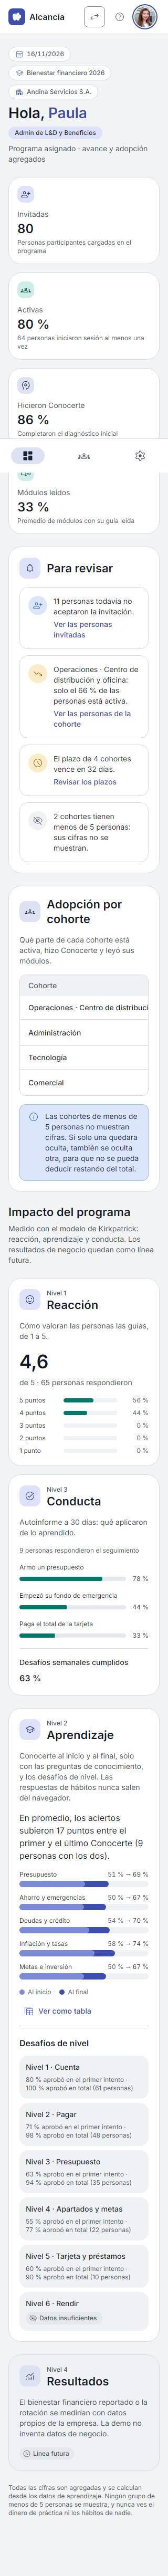 Alcancía
16/11/2026
Bienestar financiero 2026
Andina Servicios S.A.
Hola, Paula
Admin de L&D y Beneficios
Programa asignado · avance y adopción
agregados
Invitadas
80
Personas participantes cargadas en el
programa
Activas
80 %
64 personas iniciaron sesión al menos una
vez
Hicieron Conocerte
86 %
Completaron el diagnóstico inicial
Módulos leídos
33 %
Promedio de módulos con su guía leída
Para revisar
11 personas todavía no
aceptaron la invitación.
Ver las personas
invitadas
Operaciones · Centro de
distribución y oficina:
solo el 66 % de las
personas está activa.
Ver las personas de la
cohorte
El plazo de 4 cohortes
vence en 32 días.
Revisar los plazos
2 cohortes tienen
menos de 5 personas:
sus cifras no se
muestran.
Adopción por
cohorte
Qué parte de cada cohorte está
activa, hizo Conocerte y leyó sus
módulos.
Cohorte
Operaciones · Centro de distribuci
Administración
Tecnología
Comercial
Las cohortes de menos de
5 personas no muestran
cifras. Si solo una quedara
oculta, también se oculta
otra, para que no se pueda
deducir restando del total.
Impacto del programa
Medido con el modelo de Kirkpatrick:
reacción, aprendizaje y conducta. Los
resultados de negocio quedan como línea
futura.
Nivel 1
Reacción
Cómo valoran las personas las guías,
de 1 a 5.
4,6
de 5 · 65 personas respondieron
5 puntos 56 %
4 puntos 44 %
3 puntos 0 %
2 puntos 0 %
1 punto 0 %
Nivel 3
Conducta
Autoinforme a 30 días: qué aplicaron
de lo aprendido.
9 personas respondieron el seguimiento
Armó un presupuesto
78 %
Empezó su fondo de emergencia
44 %
Paga el total de la tarjeta
33 %
Desafíos semanales cumplidos
63 %
Nivel 2
Aprendizaje
Conocerte al inicio y al final, solo
con las preguntas de conocimiento,
y los desafíos de nivel. Las
respuestas de hábitos nunca salen
del navegador.
En promedio, los aciertos
subieron 17 puntos entre el
primer y el último Conocerte (9
personas con los dos).
Presupuesto 51 % → 69 %
Ahorro y emergencias 50 % → 67 %
Deudas y crédito 54 % → 70 %
Inflación y tasas 58 % → 74 %
Metas e inversión 50 % → 67 %
Al inicio Al final
Ver como tabla
Desafíos de nivel
Nivel 1 · Cuenta
80 % aprobó en el primer intento ·
100 % aprobó en total (61 personas)
Nivel 2 · Pagar
71 % aprobó en el primer intento ·
98 % aprobó en total (48 personas)
Nivel 3 · Presupuesto
63 % aprobó en el primer intento ·
94 % aprobó en total (35 personas)
Nivel 4 · Apartados y metas
55 % aprobó en el primer intento ·
77 % aprobó en total (22 personas)
Nivel 5 · Tarjeta y préstamos
60 % aprobó en el primer intento ·
90 % aprobó en total (10 personas)
Nivel 6 · Rendir
Datos insuficientes
Nivel 4
Resultados
El bienestar financiero reportado o la
rotación se medirían con datos
propios de la empresa. La demo no
inventa datos de negocio.
Línea futura
Todas las cifras son agregadas y se calculan
desde los datos de aprendizaje. Ningún grupo de
menos de 5 personas se muestra, y nunca ves el
dinero de práctica ni los hábitos de nadie.